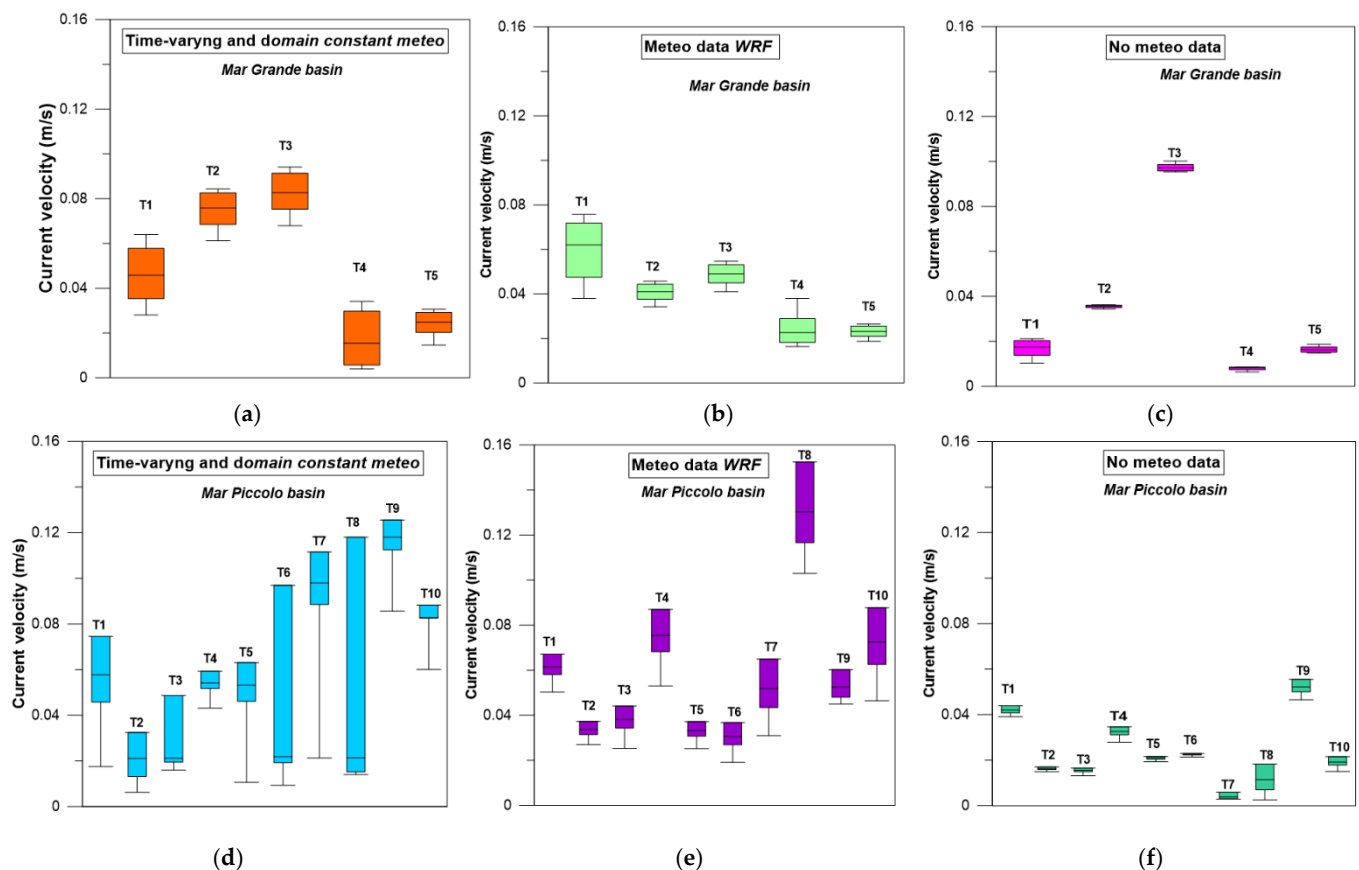 0.16
0.12
0.08
0.04
0
Current velocity (m/s)
Time-varyng and domain constant meteo
Mar Grande basin
T1
T2
T3
T4
T5
(a)
0.16
0.12
0.08
0.04
0
Current velocity (m/s)
Meteo data WRF
Mar Grande basin
T1
T2
T3
T4
T5
(b)
0.16
0.12
0.08
0.04
0
Current velocity (m/s)
No meteo data
Mar Grande basin
T1
T2
T3
T4
T5
(c)
0.16
0.12
0.08
0.04
0
Current velocity (m/s)
Time-varyng and domain constant meteo
Mar Piccolo basin
T1
T2
T3
T4
T5
T6
T7
T8
T9
T10
(d)
0.16
0.12
0.08
0.04
0
Current velocity (m/s)
Meteo data WRF
Mar Piccolo basin
T1
T2
T3
T4
T5
T6
T7
T8
T9
T10
(e)
0.16
0.12
0.08
0.04
0
Current velocity (m/s)
No meteo data
Mar Piccolo basin
T1
T2
T3
T4
T5
T6
T7
T8
T9
T10
(f)